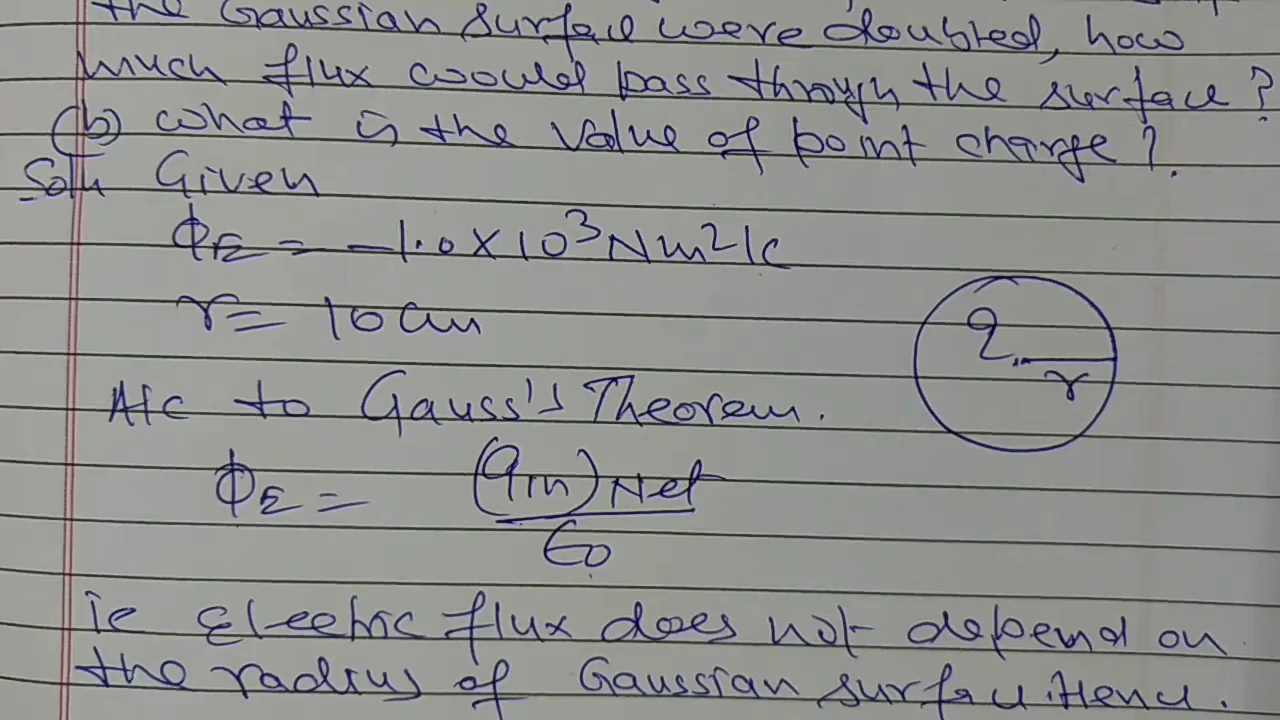 the Gaussian surface were doubled, how
much flux would pass through the surface?
(b) what is the value of point charge?
Soln Given
ϕE = -1.0 × 10³ Nm²/C
r = 10 cm
q
r
A/c to Gauss's Theorem.
ϕE = (qin)Net / ϵ0
ie Electric flux does not depend on
the radius of Gaussian surface. Hence.